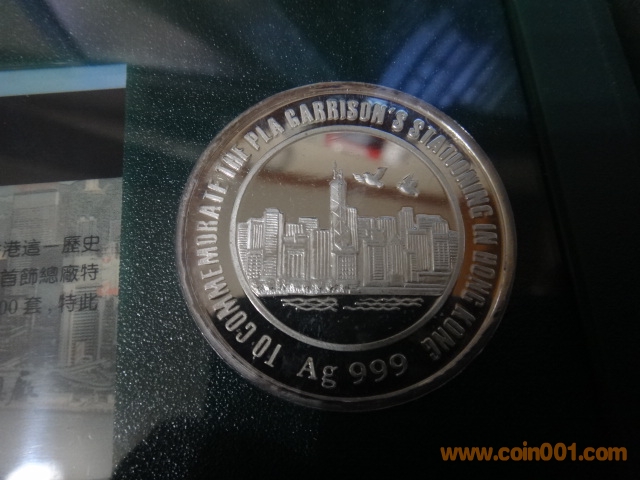 TO COMMEMORATE THE PLA GARRISON'S STATIONING IN HONG KONG
Ag 999
港這一歷史
首飾總廠特
00套,特此
www.coin001.com